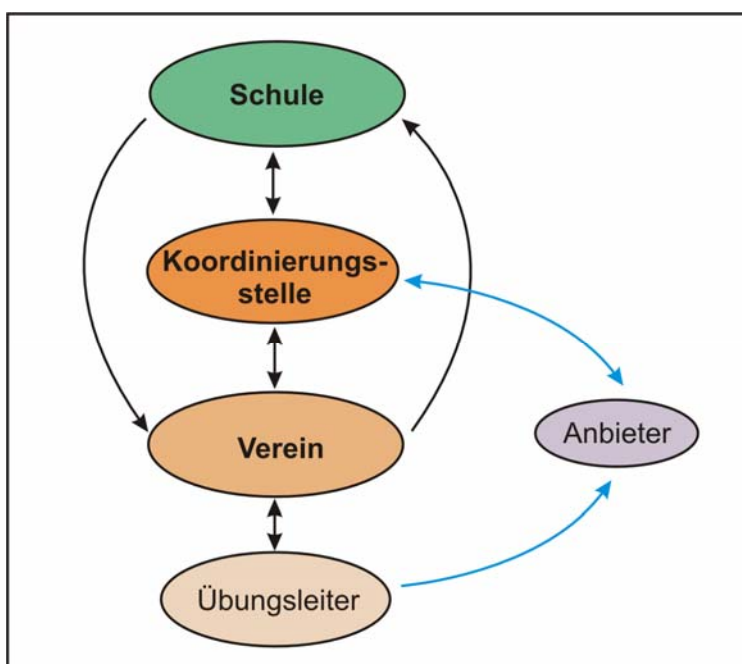 Schule
Koordinierungs-
stelle
Verein
Anbieter
Übungsleiter